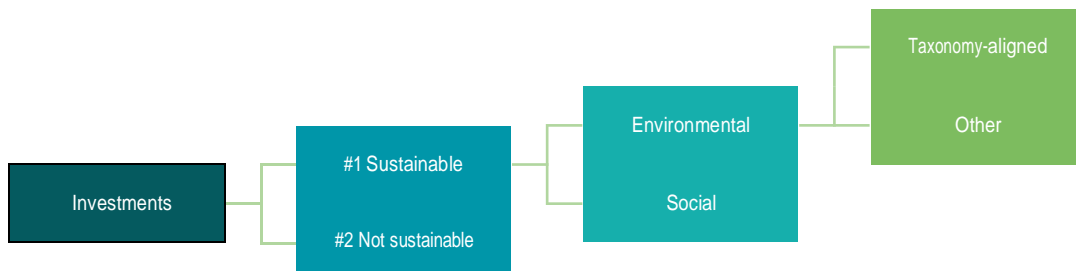 Investments
#1 Sustainable
#2 Not sustainable
Environmental
Social
Taxonomy-aligned
Other